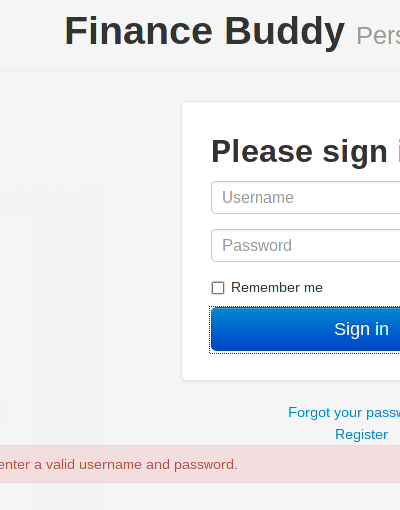 Finance Buddy Pers
Please sign i
Username
Password
Remember me
Sign in
Forgot your passw
Register
enter a valid username and password.